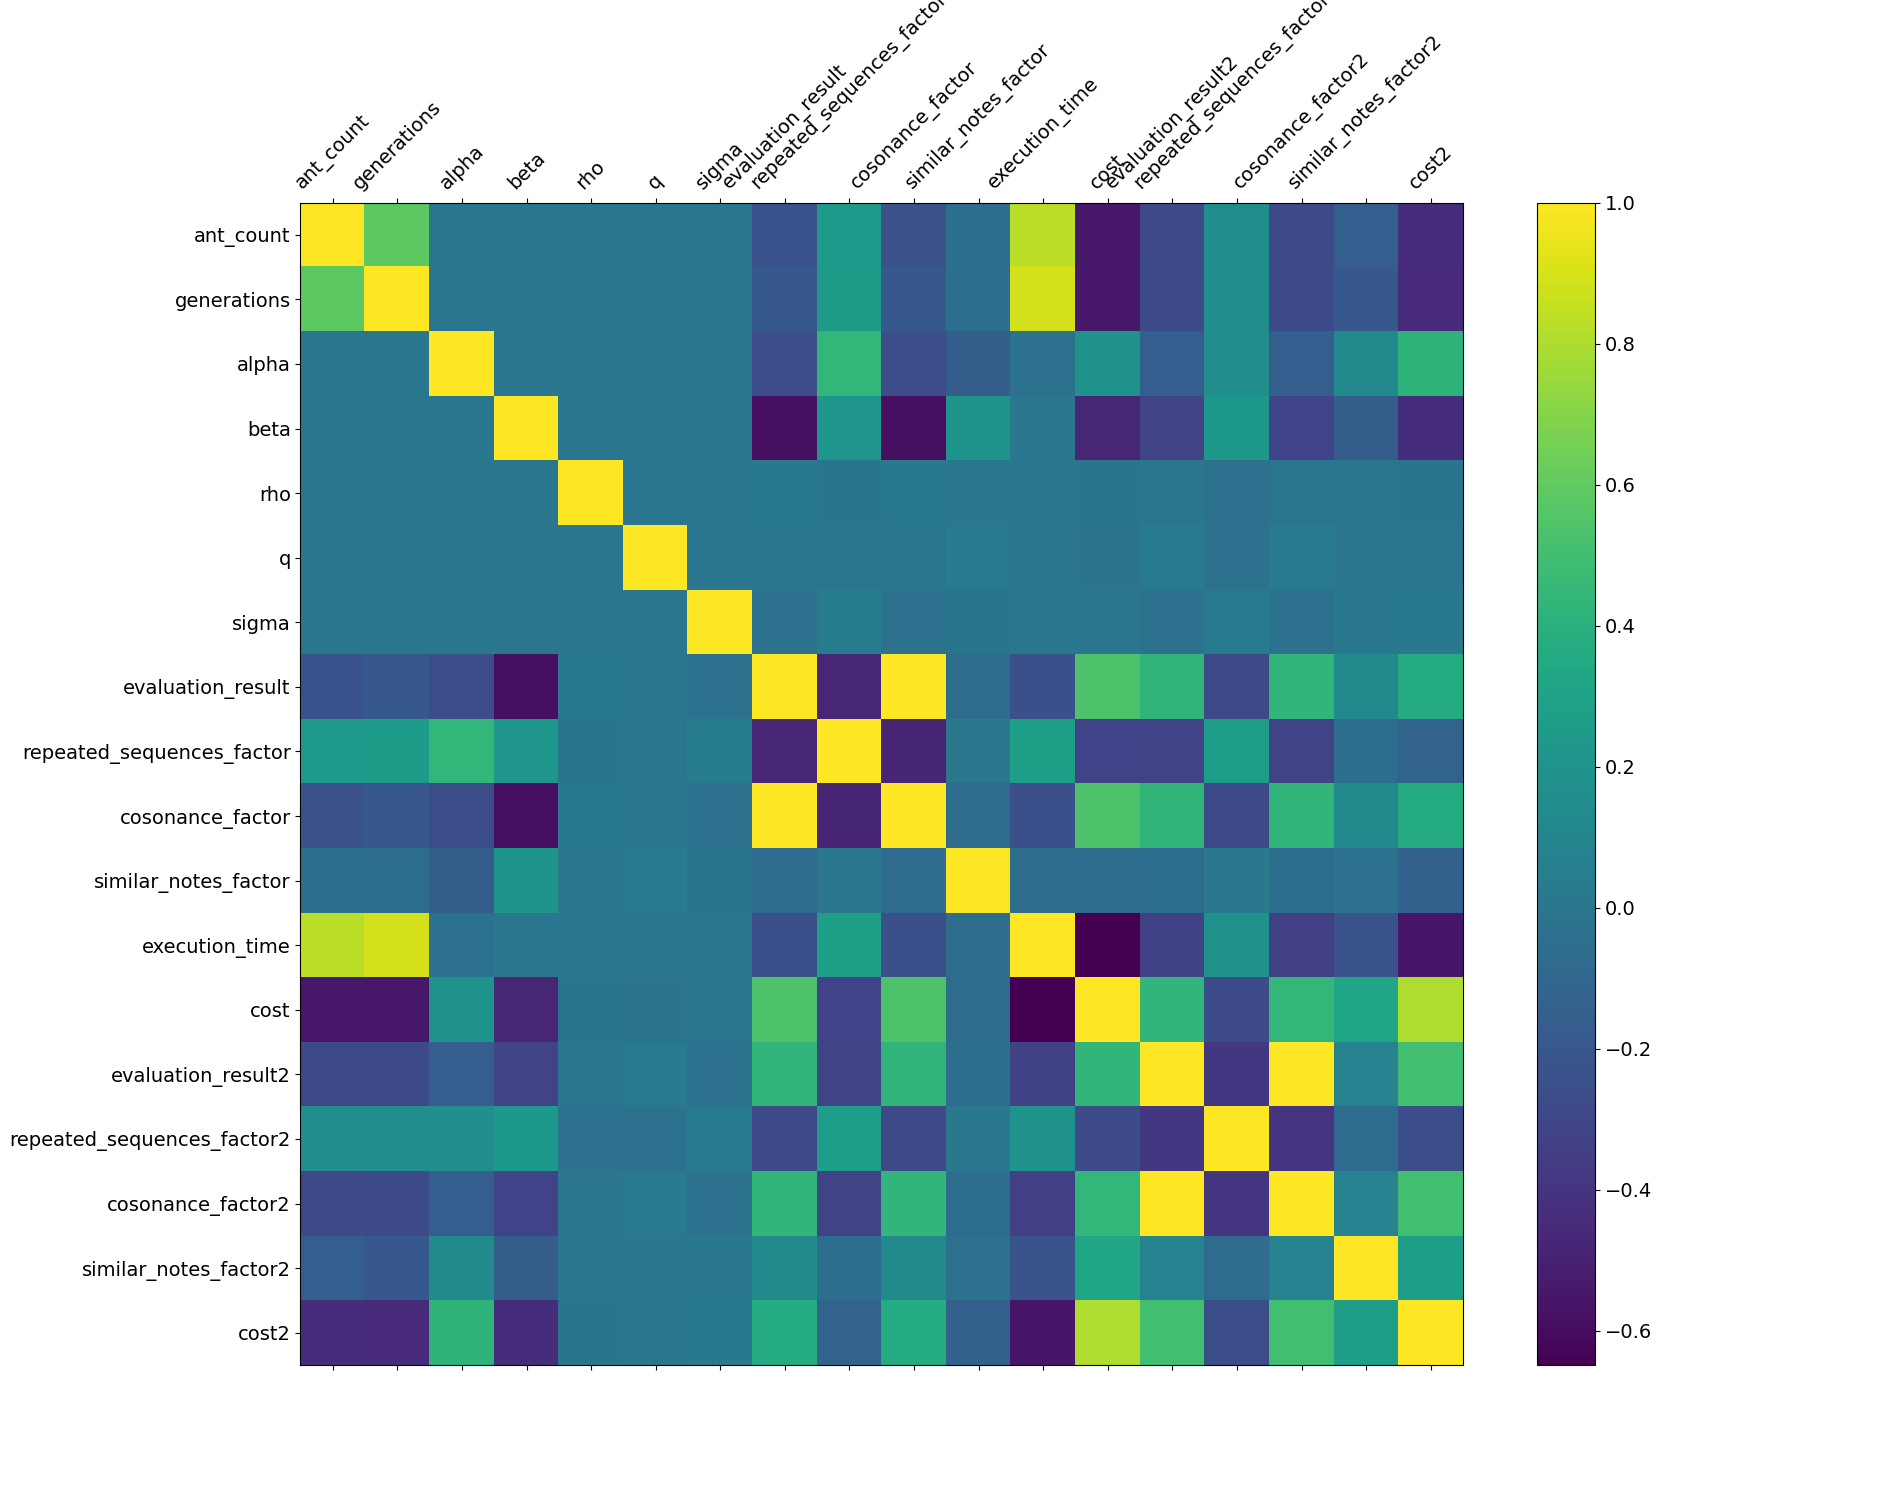 ant_count
generations
alpha
beta
rho
q
sigma
evaluation_result
repeated_sequences_factor
cosonance_factor
similar_notes_factor
execution_time
cost
evaluation_result2
repeated_sequences_factor
cosonance_factor2
similar_notes_factor2
cost2
ant_count
generations
alpha
beta
rho
q
sigma
evaluation_result
repeated_sequences_factor
cosonance_factor
similar_notes_factor
execution_time
cost
evaluation_result2
repeated_sequences_factor2
cosonance_factor2
similar_notes_factor2
cost2
1.0
0.8
0.6
0.4
0.2
0.0
−0.2
−0.4
−0.6